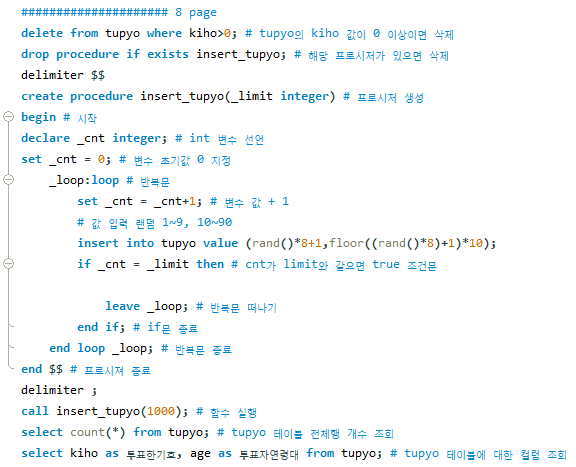 ##################### 8 page
delete from tupyo where kiho>0; # tupyo의 kiho 값이 0 이상이면 삭제
drop procedure if exists insert_tupyo; # 해당 프로시져가 있으면 삭제
delimiter $$
create procedure insert_tupyo(_limit integer) # 프로시져 생성
begin # 시작
declare _cnt integer; # int 변수 선언
set _cnt = 0; # 변수 초기값 0 지정
_loop:loop # 반복문
set _cnt = _cnt+1; # 변수 값 + 1
# 값 입력 랜덤 1~9, 10~90
insert into tupyo value (rand()*8+1,floor((rand()*8)+1)*10);
if _cnt = _limit then # cnt가 limit와 같으면 true 조건문
leave _loop; # 반복문 떠나기
end if; # if문 종료
end loop _loop; # 반복문 종료
end $$ # 프로시져 종료
delimiter ;
call insert_tupyo(1000); # 함수 실행
select count(*) from tupyo; # tupyo 테이블 전체행 개수 조회
select kiho as 투표한기호, age as 투표자연령대 from tupyo; # tupyo 테이블에 대한 컬럼 조회